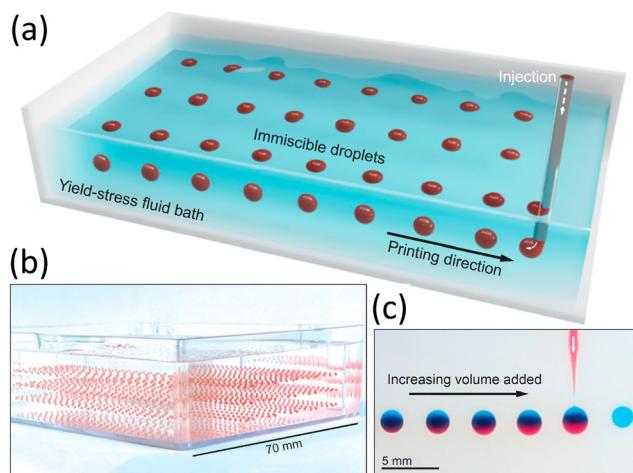 (a)
Injection
Immiscible droplets
Yield-stress fluid bath
Printing direction
(b)
70 mm
(c)
Increasing volume added
5 mm